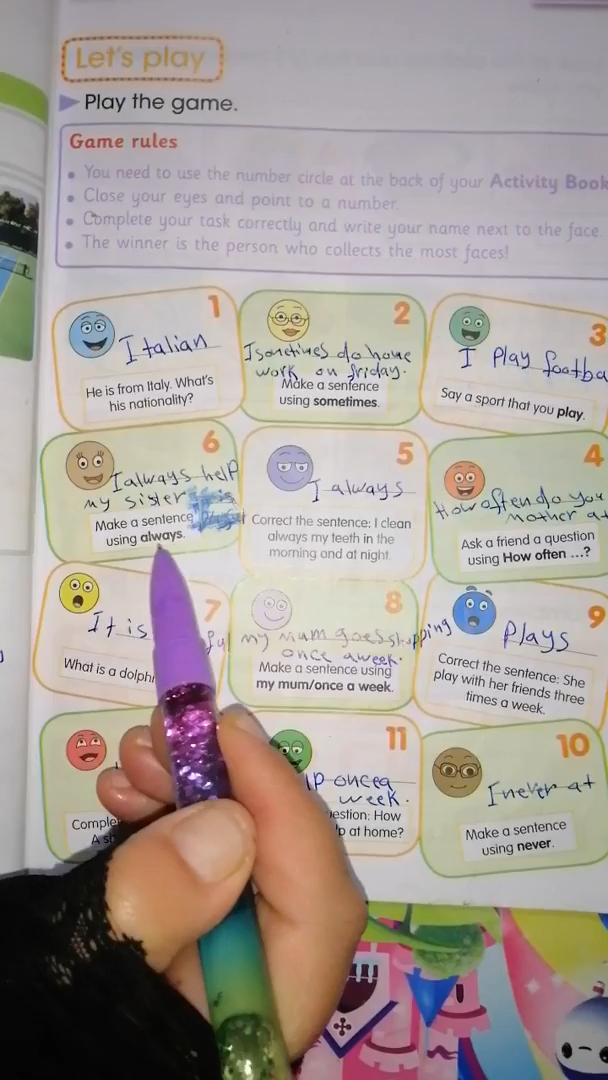 Let's play
Play the game.
Game rules
• You need to use the number circle at the back of your Activity Book
• Close your eyes and point to a number.
• Complete your task correctly and write your name next to the face.
• The winner is the person who collects the most faces!
1
Italian
He is from Italy. What's
his nationality?
2
I sometimes do home
work on friday.
Make a sentence
using sometimes.
3
I play footba
Say a sport that you play.
6
I always help
my sister
Make a sentence
using always.
5
I always
Correct the sentence: I clean
always my teeth in the
morning and at night.
4
How often do you
mother at
Ask a friend a question
using How often ...?
7
It is
What is a dolph
8
my mum goes shopping
once a week.
Make a sentence using
my mum/once a week.
9
plays
Correct the sentence: She
play with her friends three
times a week.
Comple
A s
11
lp once a
week.
estion: How
p at home?
10
I never at
Make a sentence
using never.